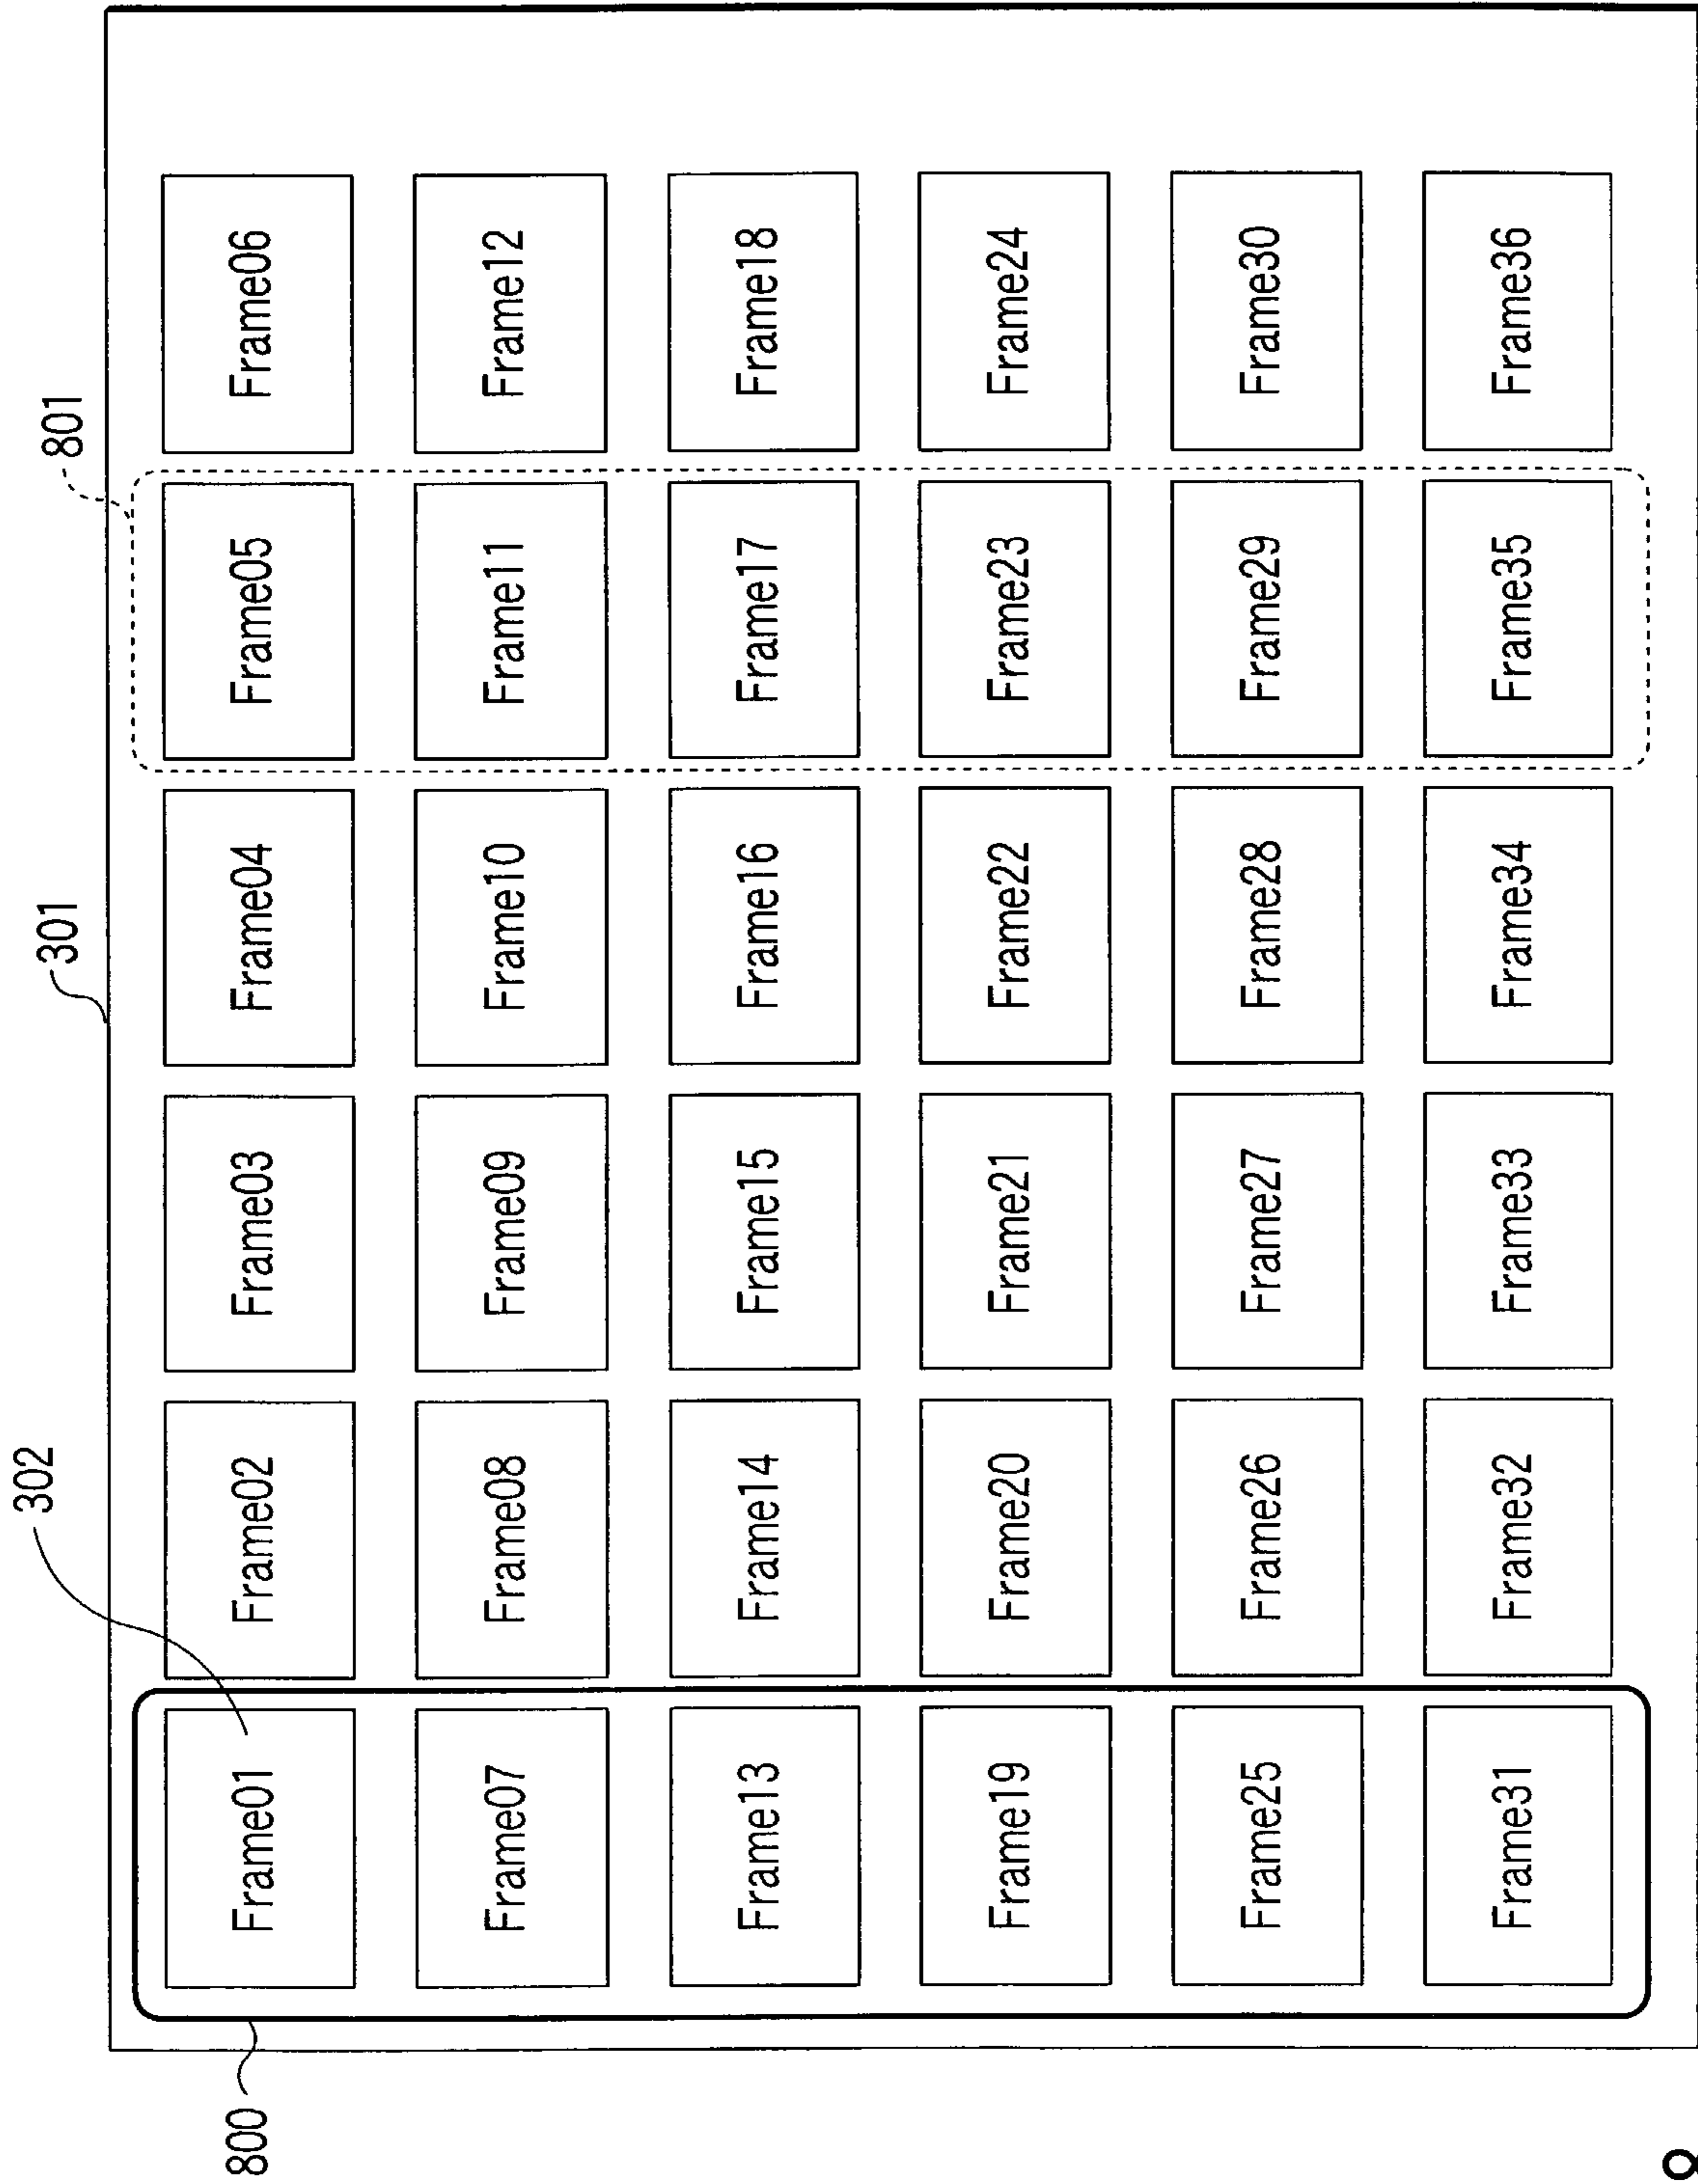 302 301 801
800 Frame01 Frame02 Frame03 Frame04 Frame05 Frame06
Frame07 Frame08 Frame09 Frame10 Frame11 Frame12
Frame13 Frame14 Frame15 Frame16 Frame17 Frame18
Frame19 Frame20 Frame21 Frame22 Frame23 Frame24
Frame25 Frame26 Frame27 Frame28 Frame29 Frame30
Frame31 Frame32 Frame33 Frame34 Frame35 Frame36